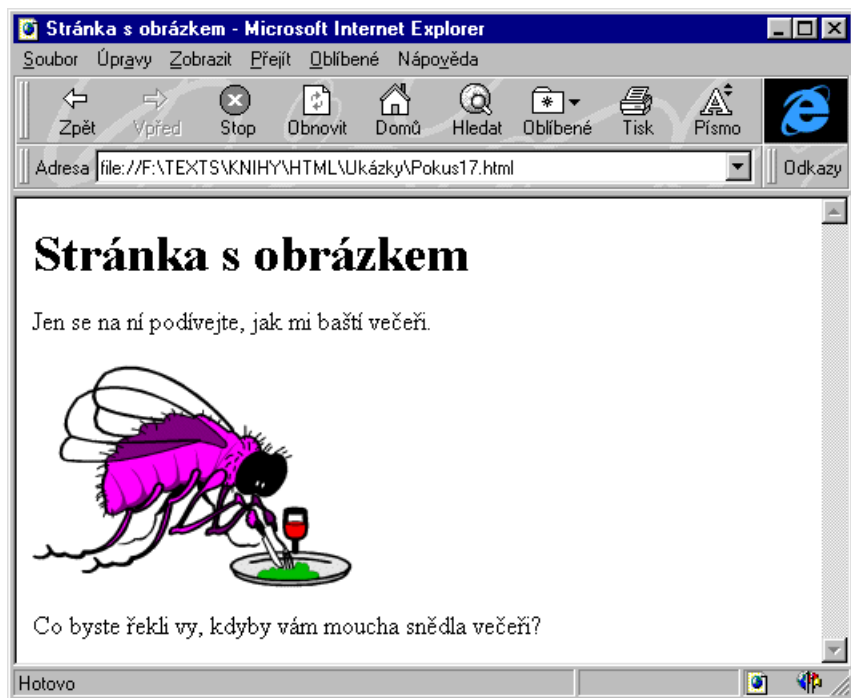 Stránka s obrázkem - Microsoft Internet Explorer
Soubor Úpravy Zobrazit Přejít Oblíbené Nápověda
Zpět Vpřed Stop Obnovit Domů Hledat Oblíbené Tisk Písmo
Adresa file://F:\TEXTS\KNIHY\HTML\Ukázky\Pokus17.html Odkazy
Stránka s obrázkem
Jen se na ní podívejte, jak mi baští večeři.
Co byste řekli vy, kdyby vám moucha snědla večeři?
Hotovo